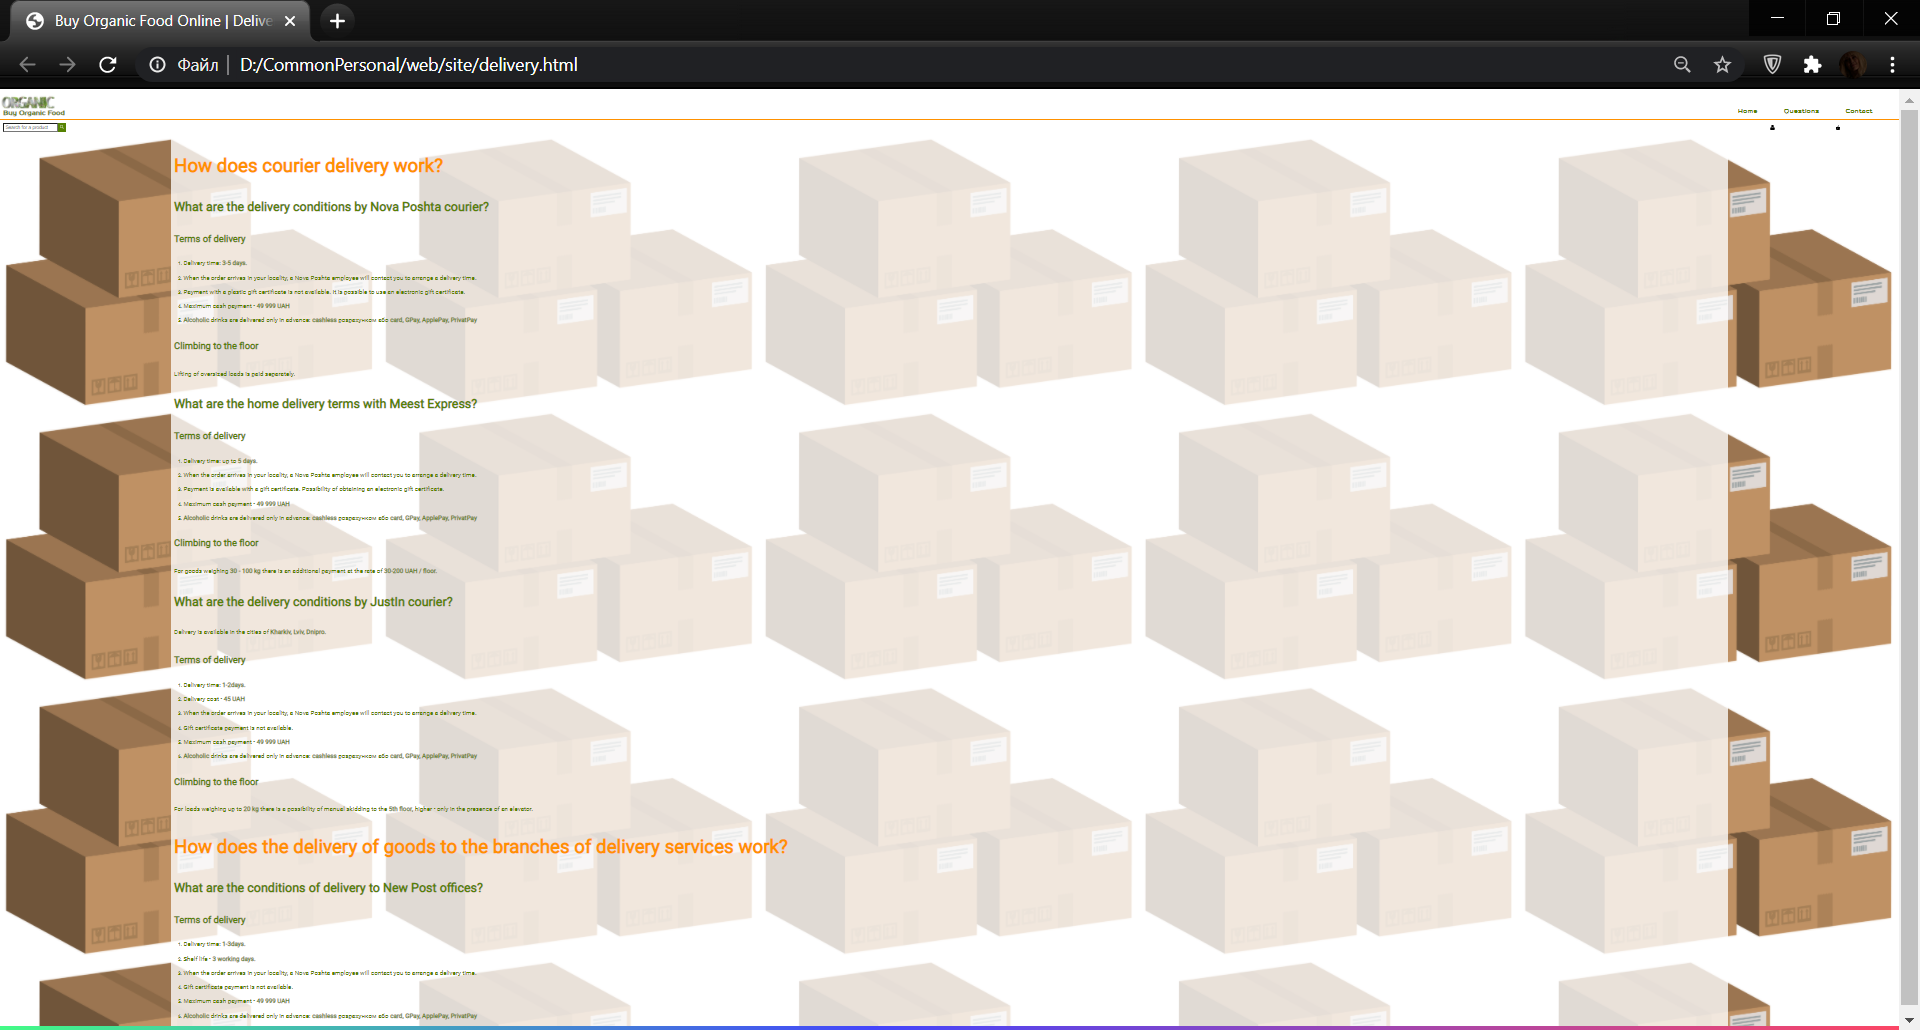 Buy Organic Food Online | Delive
Файл | D:/CommonPersonal/web/site/delivery.html
ORGANIC
Buy Organic Food
Home Questions Contact
Search for a product
How does courier delivery work?
What are the delivery conditions by Nova Poshta courier?
Terms of delivery
1. Delivery time: 3-5 days.
2. When the order arrives in your locality, a Nova Poshta employee will contact you to arrange a delivery time.
3. Payment with a plastic gift certificate is not available. It is possible to use an electronic gift certificate.
4. Maximum cash payment - 49 999 UAH
5. Alcoholic drinks are delivered only in advance: cashless розрахунком або card, GPay, ApplePay, PrivatPay
Climbing to the floor
Lifting of oversized loads is paid separately.
What are the home delivery terms with Meest Express?
Terms of delivery
1. Delivery time: up to 5 days.
2. When the order arrives in your locality, a Nova Poshta employee will contact you to arrange a delivery time.
3. Payment is available with a gift certificate. Possibility of obtaining an electronic gift certificate.
4. Maximum cash payment - 49 999 UAH
5. Alcoholic drinks are delivered only in advance: cashless розрахунком або card, GPay, ApplePay, PrivatPay
Climbing to the floor
For goods weighing 30 - 100 kg there is an additional payment at the rate of 30-200 UAH / floor.
What are the delivery conditions by JustIn courier?
Delivery is available in the cities of Kharkiv, Lviv, Dnipro.
Terms of delivery
1. Delivery time: 1-2days.
2. Delivery cost - 45 UAH
3. When the order arrives in your locality, a Nova Poshta employee will contact you to arrange a delivery time.
4. Gift certificate payment is not available.
5. Maximum cash payment - 49 999 UAH
6. Alcoholic drinks are delivered only in advance: cashless розрахунком або card, GPay, ApplePay, PrivatPay
Climbing to the floor
For loads weighing up to 20 kg there is a possibility of manual skidding to the 5th floor, higher - only in the presence of an elevator.
How does the delivery of goods to the branches of delivery services work?
What are the conditions of delivery to New Post offices?
Terms of delivery
1. Delivery time: 1-3days.
2. Shelf life - 3 working days.
3. When the order arrives in your locality, a Nova Poshta employee will contact you to arrange a delivery time.
4. Gift certificate payment is not available.
5. Maximum cash payment - 49 999 UAH
6. Alcoholic drinks are delivered only in advance: cashless розрахунком або card, GPay, ApplePay, PrivatPay